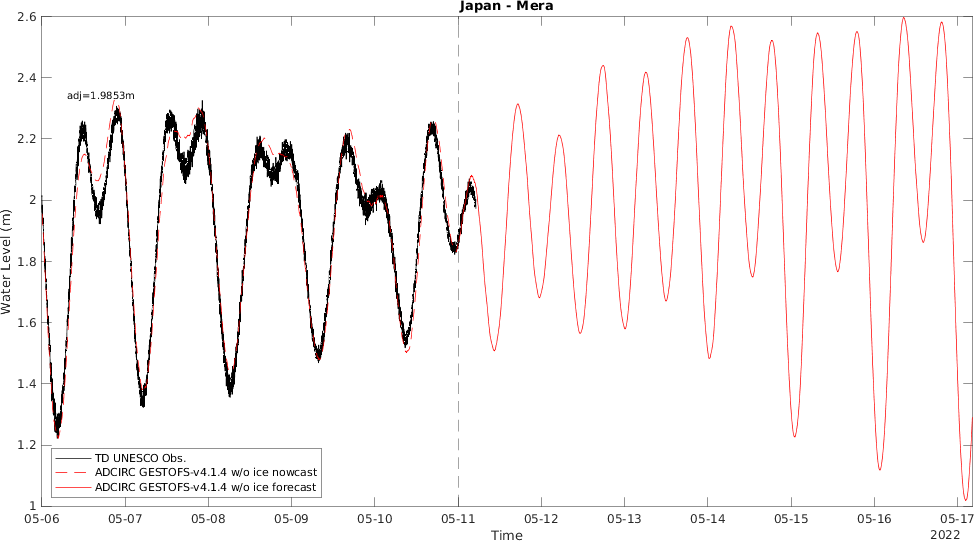 Japan - Mera
2.6
2.4
adj=1.9853m
2.2
2
1.8
1.6
1.4
1.2
1
Water Level (m)
TD UNESCO Obs.
ADCIRC GESTOFS-v4.1.4 w/o ice nowcast
ADCIRC GESTOFS-v4.1.4 w/o ice forecast
05-06 05-07 05-08 05-09 05-10 05-11 05-12 05-13 05-14 05-15 05-16 05-17
Time
2022